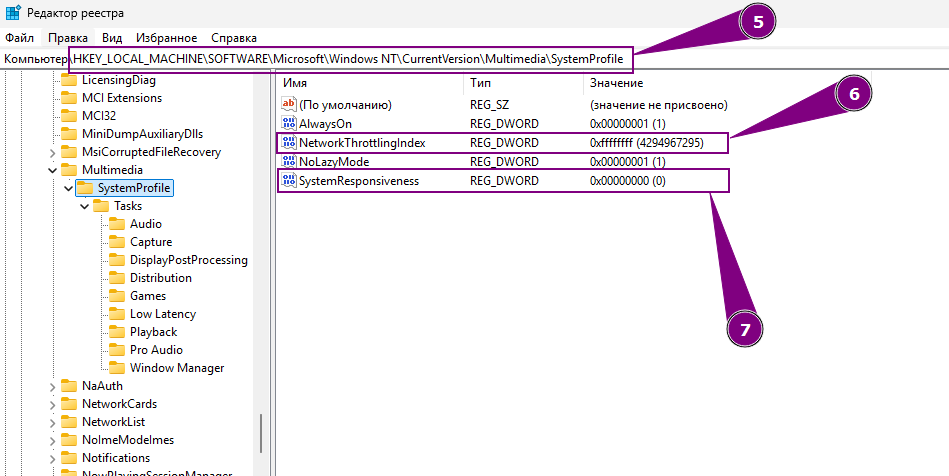 Редактор реестра
Файл Правка Вид Избранное Справка
Компьютер\HKEY_LOCAL_MACHINE\SOFTWARE\Microsoft\Windows NT\CurrentVersion\Multimedia\SystemProfile
5
LicensingDiag
MCI Extensions
MCI32
MiniDumpAuxiliaryDlls
MsiCorruptedFileRecovery
Multimedia
SystemProfile
Tasks
Audio
Capture
DisplayPostProcessing
Distribution
Games
Low Latency
Playback
Pro Audio
Window Manager
NaAuth
NetworkCards
NetworkList
NoImeModeImes
Notifications
NowPlayingSessionManager
Имя Тип Значение
(По умолчанию) REG_SZ (значение не присвоено)
AlwaysOn REG_DWORD 0x00000001 (1)
NetworkThrottlingIndex REG_DWORD 0xffffffff (4294967295)
NoLazyMode REG_DWORD 0x00000001 (1)
SystemResponsiveness REG_DWORD 0x00000000 (0)
6
7